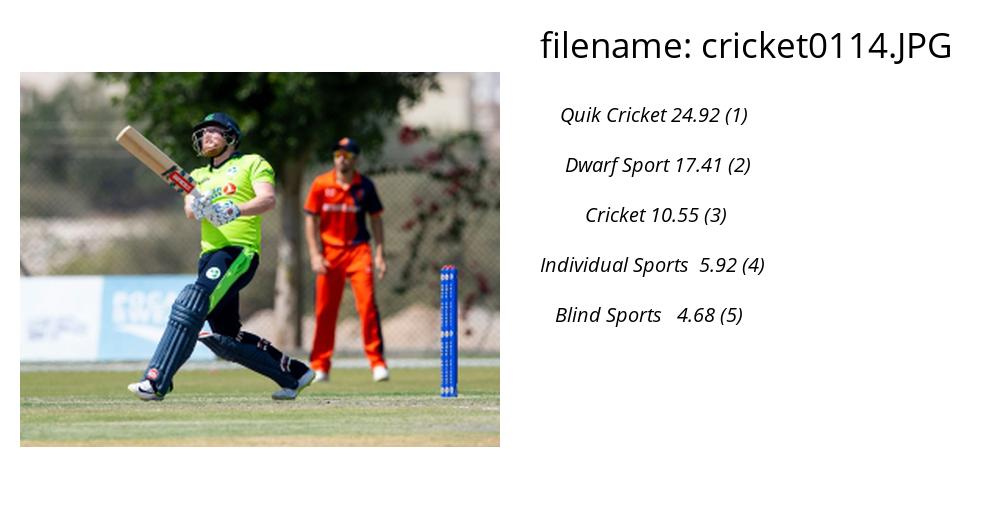 filename: cricket0114.JPG
Quik Cricket 24.92 (1)
Dwarf Sport 17.41 (2)
Cricket 10.55 (3)
Individual Sports 5.92 (4)
Blind Sports 4.68 (5)